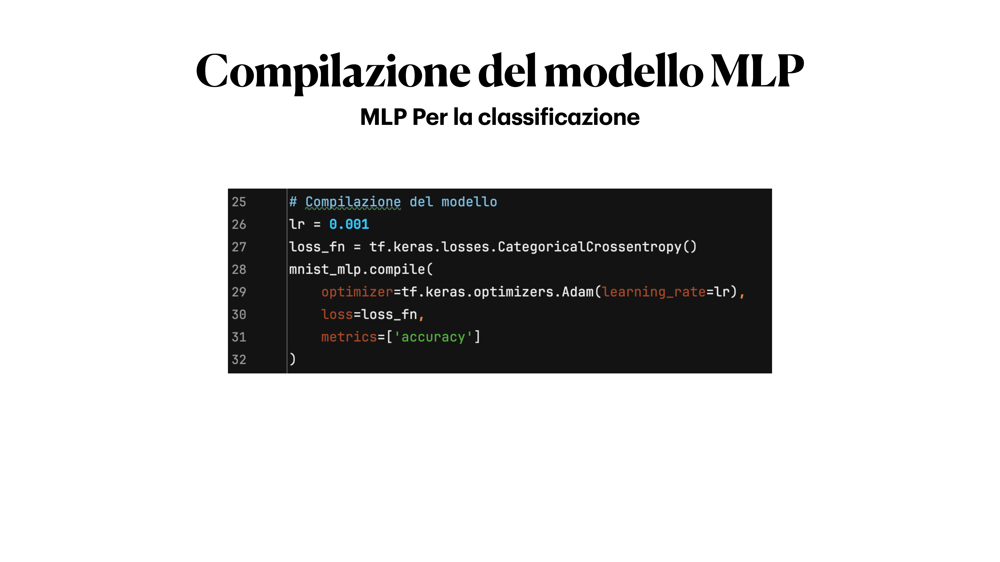 Compilazione del modello MLP
MLP Per la classificazione
25 # Compilazione del modello
26 lr = 0.001
27 loss_fn = tf.keras.losses.CategoricalCrossentropy()
28 mnist_mlp.compile(
29     optimizer=tf.keras.optimizers.Adam(learning_rate=lr),
30     loss=loss_fn,
31     metrics=['accuracy']
32 )